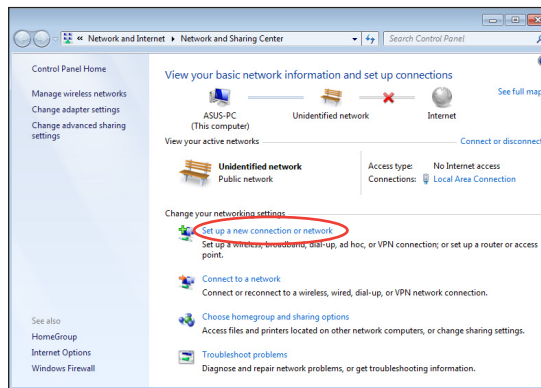 « Network and Internet ▸ Network and Sharing Center
Search Control Panel
Control Panel Home
Manage wireless networks
Change adapter settings
Change advanced sharing
settings
See also
HomeGroup
Internet Options
Windows Firewall
View your basic network information and set up connections
See full map
ASUS-PC
(This computer)
Unidentified network
Internet
View your active networks
Connect or disconnect
Unidentified network
Public network
Access type: No Internet access
Connections: Local Area Connection
Change your networking settings
Set up a new connection or network
Set up a wireless, broadband, dial-up, ad hoc, or VPN connection; or set up a router or access
point.
Connect to a network
Connect or reconnect to a wireless, wired, dial-up, or VPN network connection.
Choose homegroup and sharing options
Access files and printers located on other network computers, or change sharing settings.
Troubleshoot problems
Diagnose and repair network problems, or get troubleshooting information.